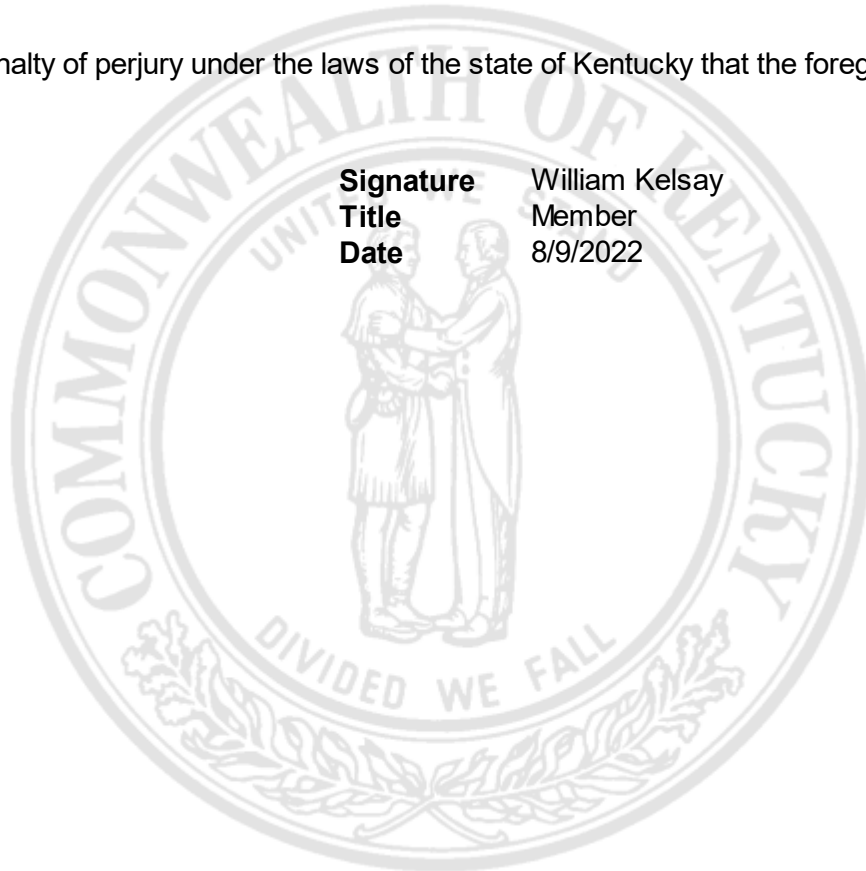 nalty of perjury under the laws of the state of Kentucky that the foreg
Signature William Kelsay
Title Member
Date 8/9/2022
COMMONWEALTH OF KENTUCKY
UNITED WE STAND
DIVIDED WE FALL